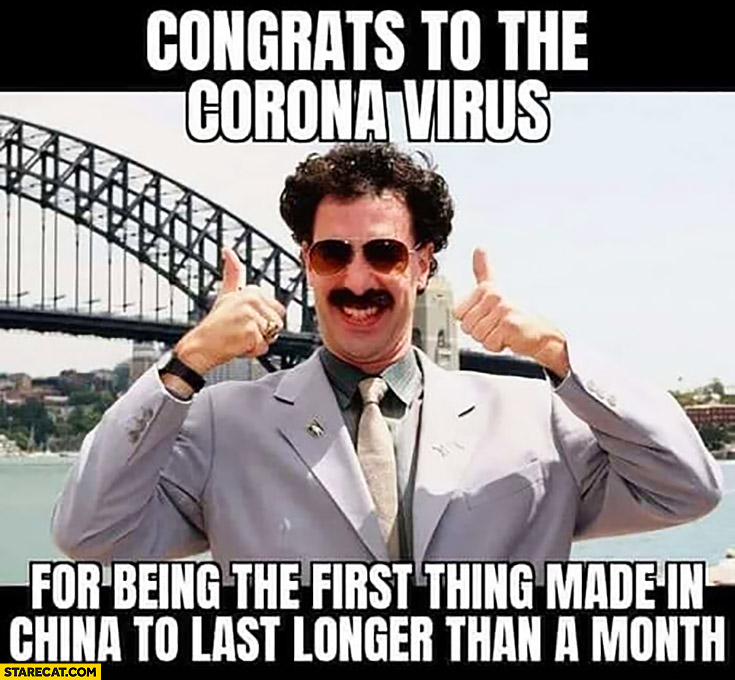 CONGRATS TO THE
CORONA VIRUS
FOR BEING THE FIRST THING MADE IN
CHINA TO LAST LONGER THAN A MONTH
STARECAT.COM